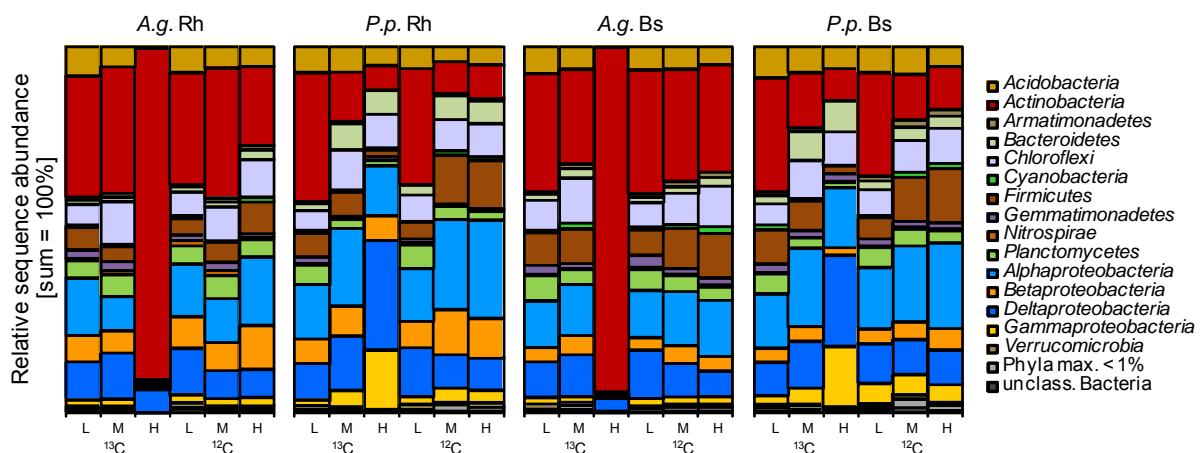 A.g. Rh
P.p. Rh
A.g. Bs
P.p. Bs
Relative sequence abundance
[sum = 100%]
L M H L M H
¹³C ¹²C
L M H L M H
¹³C ¹²C
L M H L M H
¹³C ¹²C
L M H L M H
¹³C ¹²C
Acidobacteria
Actinobacteria
Armatimonadetes
Bacteroidetes
Chloroflexi
Cyanobacteria
Firmicutes
Gemmatimonadetes
Nitrospirae
Planctomycetes
Alphaproteobacteria
Betaproteobacteria
Deltaproteobacteria
Gammaproteobacteria
Verrucomicrobia
Phyla max. < 1%
unclass. Bacteria